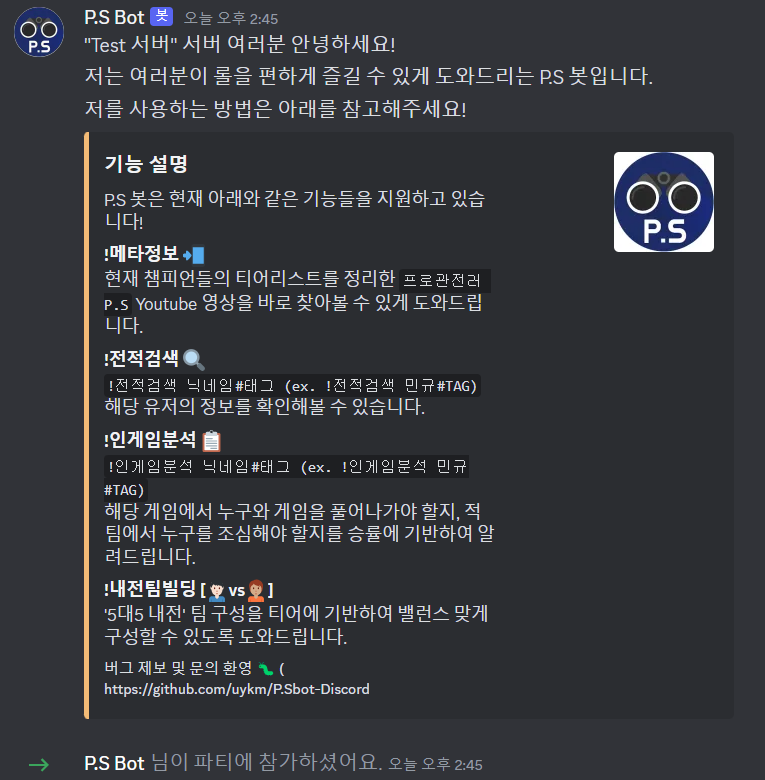 P.S
P.S Bot 봇 오늘 오후 2:45
"Test 서버" 서버 여러분 안녕하세요!
저는 여러분이 롤을 편하게 즐길 수 있게 도와드리는 P.S 봇입니다.
저를 사용하는 방법은 아래를 참고해주세요!
기능 설명
P.S
P.S 봇은 현재 아래와 같은 기능들을 지원하고 있습
니다!
!메타정보 📲
현재 챔피언들의 티어리스트를 정리한 프로관전러
P.S Youtube 영상을 바로 찾아볼 수 있게 도와드립
니다.
!전적검색 🔍
!전적검색 닉네임#태그 (ex. !전적검색 민규#TAG)
해당 유저의 정보를 확인해볼 수 있습니다.
!인게임분석 📋
!인게임분석 닉네임#태그 (ex. !인게임분석 민규
#TAG)
해당 게임에서 누구와 게임을 풀어나가야 할지, 적
팀에서 누구를 조심해야 할지를 승률에 기반하여 알
려드립니다.
!내전팀빌딩 [🙎🏻‍♂️vs🙎🏽‍♂️]
'5대5 내전' 팀 구성을 티어에 기반하여 밸런스 맞게
구성할 수 있도록 도와드립니다.
버그 제보 및 문의 환영 🐛 (
https://github.com/uykm/P.Sbot-Discord
P.S Bot 님이 파티에 참가하셨어요. 오늘 오후 2:45